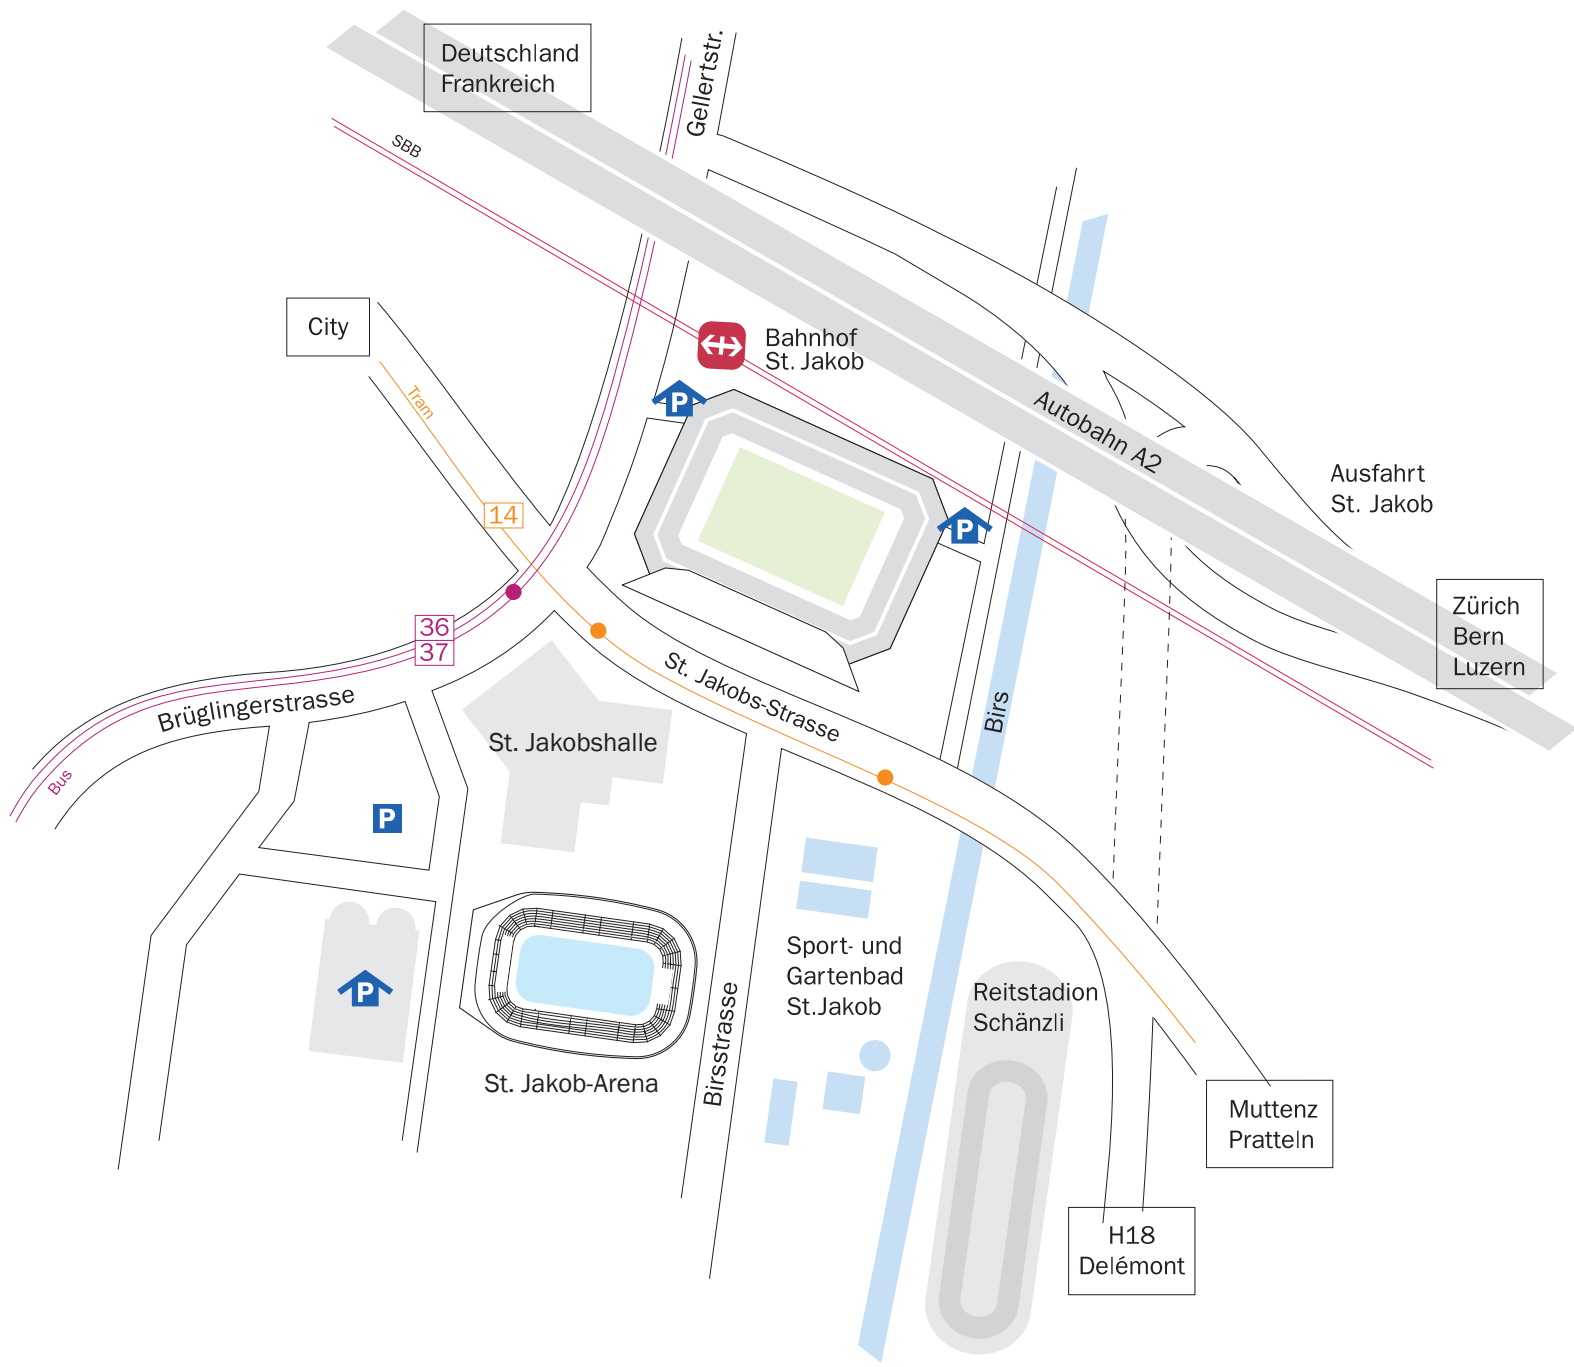 Deutschland
Frankreich
Gellertstr.
SBB
City
Bahnhof
St. Jakob
Tram
P
Autobahn A2
Ausfahrt
St. Jakob
14
P
Zürich
Bern
Luzern
36
37
St. Jakobs-Strasse
Birs
Brüglingerstrasse
St. Jakobshalle
Bus
P
Sport- und
Gartenbad
St.Jakob
P
Reitstadion
Schänzli
Birsstrasse
St. Jakob-Arena
Muttenz
Pratteln
H18
Delémont